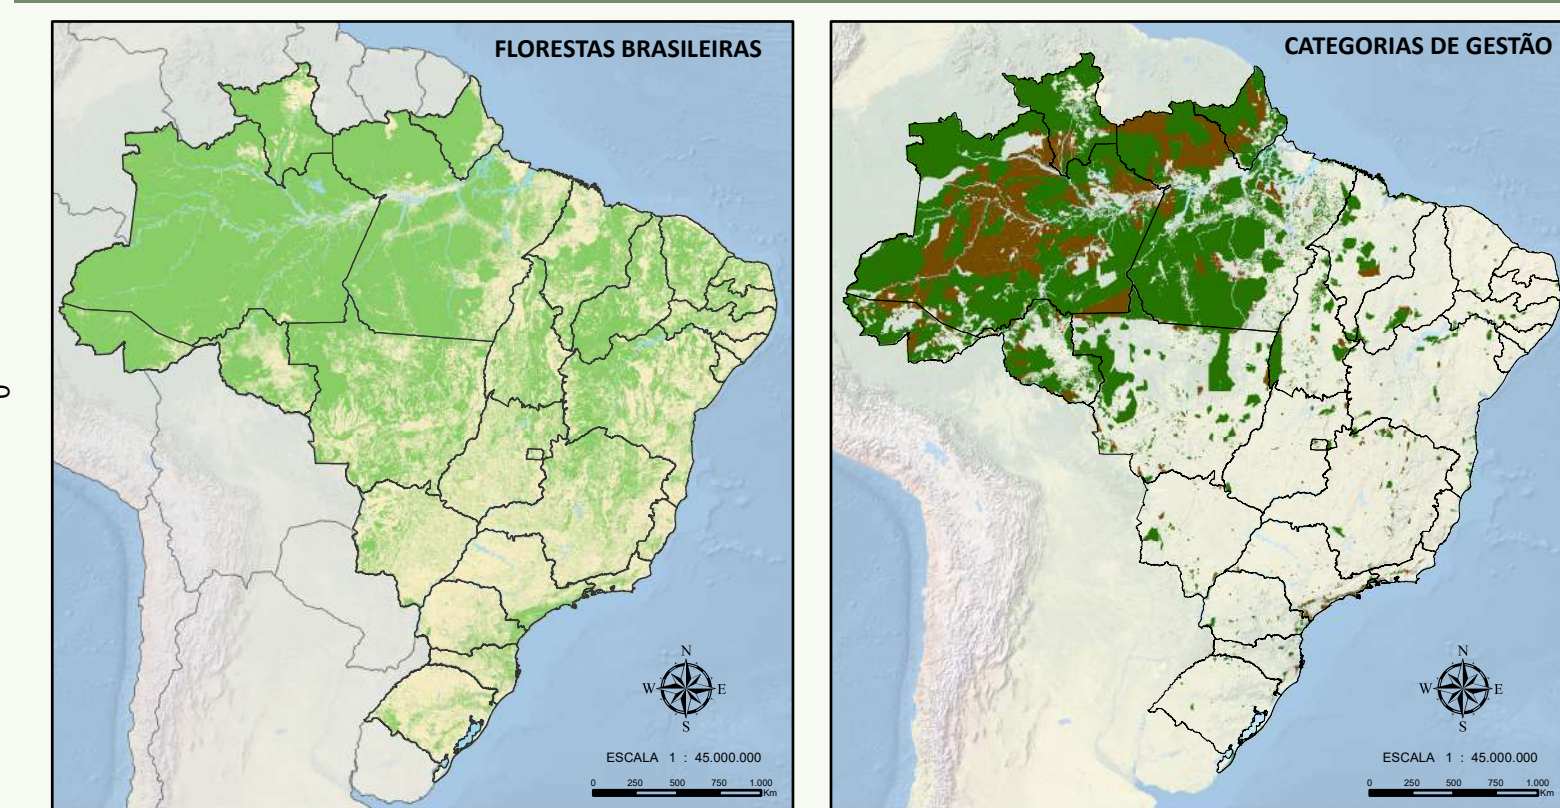 FLORESTAS BRASILEIRAS
N
W E
S
ESCALA 1 : 45.000.000
0 250 500 750 1.000
Km
CATEGORIAS DE GESTÃO
N
W E
S
ESCALA 1 : 45.000.000
0 250 500 750 1.000
Km